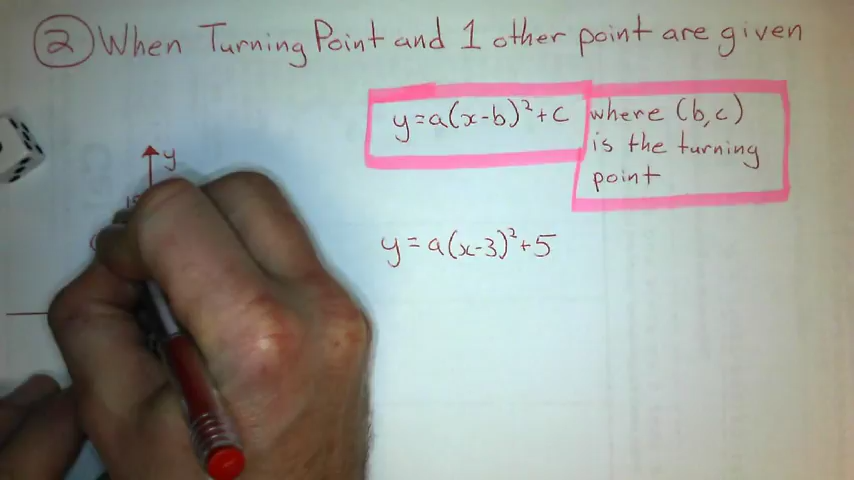 ② When Turning Point and 1 other point are given
y=a(x-b)²+c
where (b,c)
is the turning
point
y
y=a(x-3)²+5